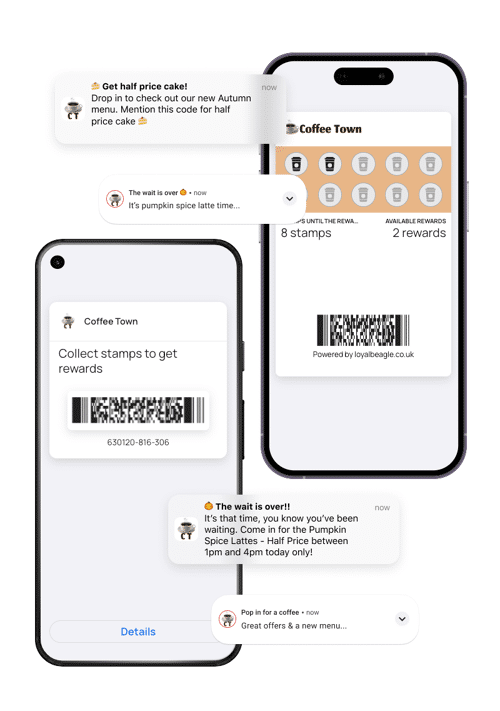 🍰 Get half price cake!
now
Drop in to check out our new Autumn
menu. Mention this code for half
price cake 🍰
CT
Coffee Town
The wait is over 🎃 • now
It's pumpkin spice latte time...
UNTIL THE REWA...
AVAILABLE REWARDS
8 stamps
2 rewards
Powered by loyalbeagle.co.uk
Coffee Town
Collect stamps to get
rewards
630120-816-306
🎃 The wait is over!!
now
It's that time, you know you've been
waiting. Come in for the Pumpkin
Spice Lattes - Half Price between
1pm and 4pm today only!
Pop in for a coffee • now
Great offers & a new menu...
Details